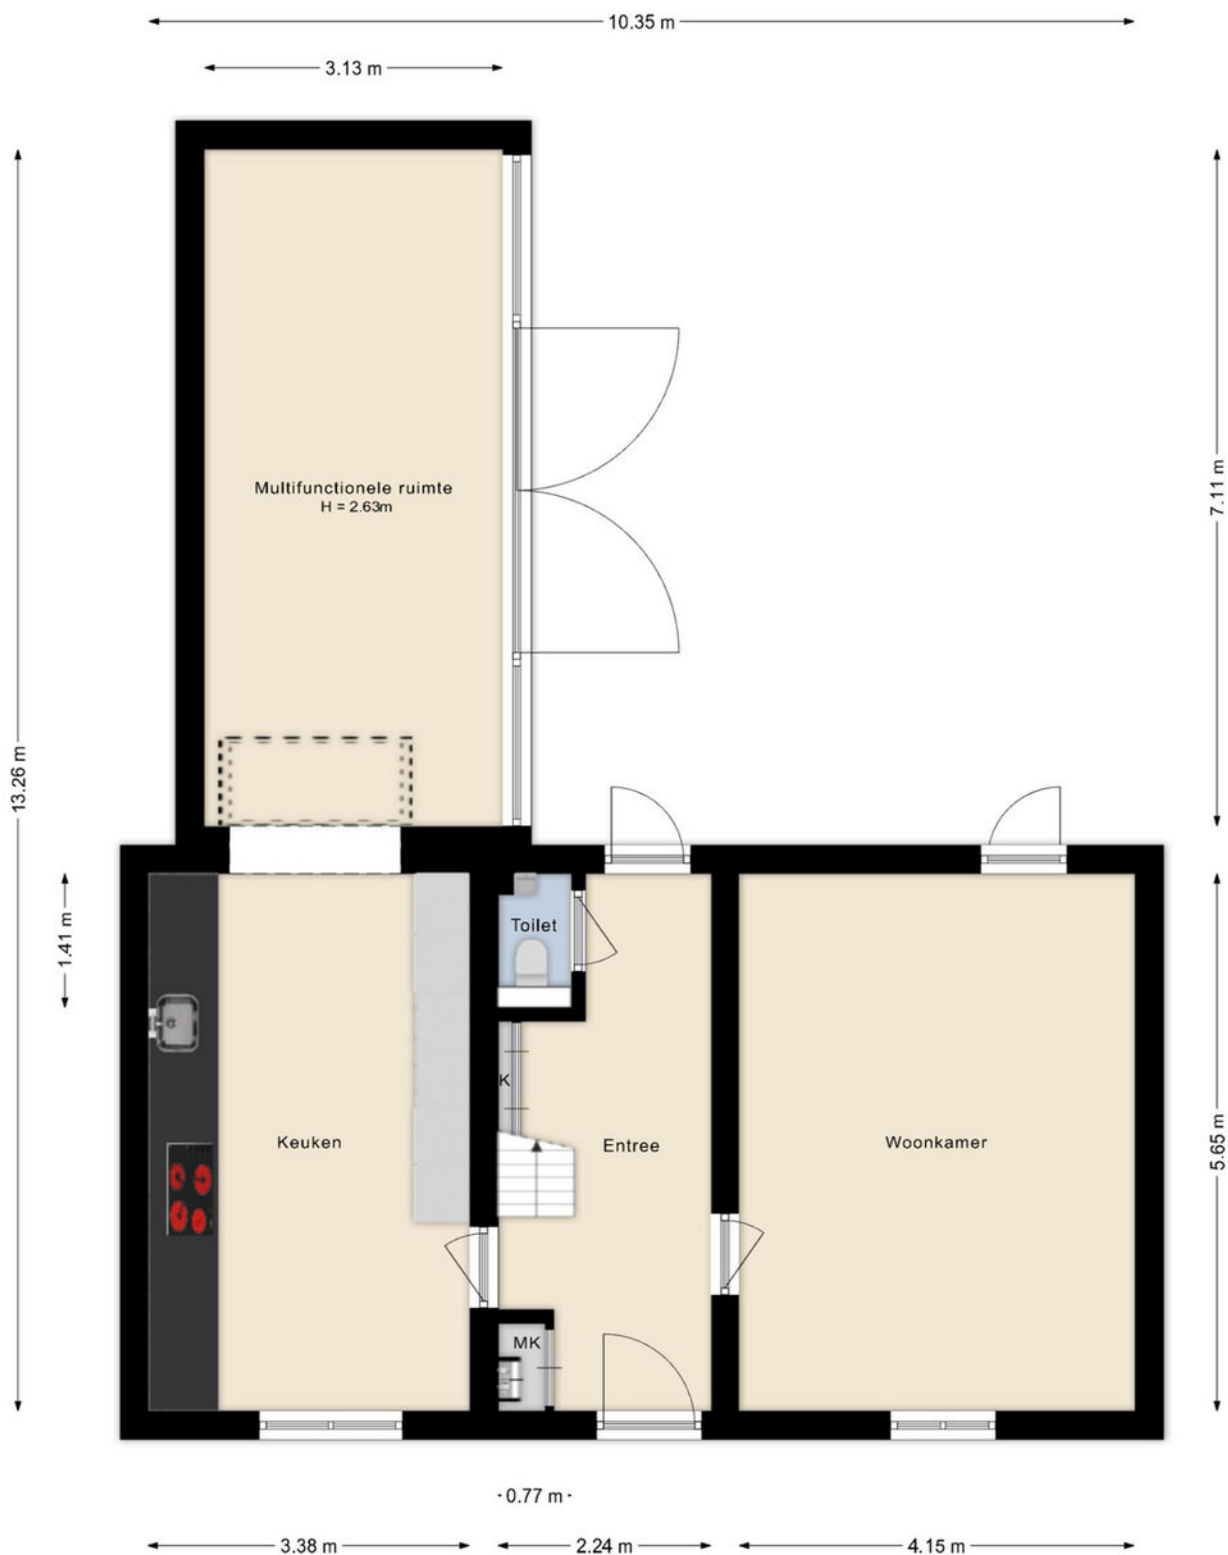 10.35 m
3.13 m
Multifunctionele ruimte
H = 2.63m
7.11 m
13.26 m
1.41 m
Toilet
K
Keuken
Entree
Woonkamer
5.65 m
MK
0.77 m
3.38 m
2.24 m
4.15 m